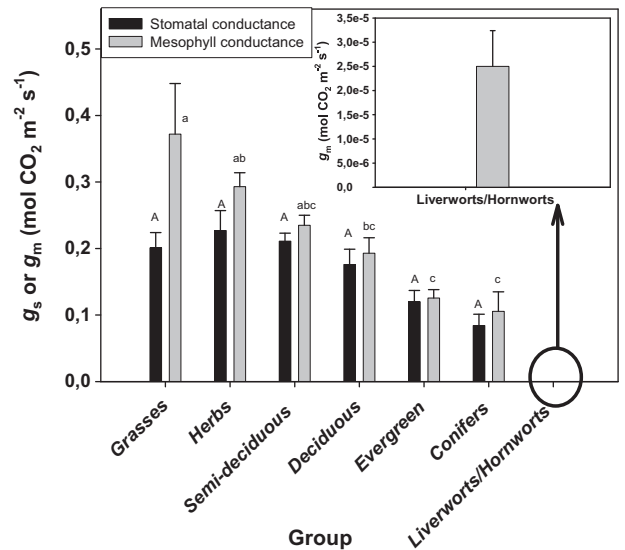 Stomatal conductance
Mesophyll conductance
g_s or g_m (mol CO₂ m⁻² s⁻¹)
0,5
0,4
0,3
0,2
0,1
0,0
A
a
A
ab
A
abc
A
bc
A
c
A
c
g_m (mol CO₂ m⁻² s⁻¹)
3,5e-5
3,0e-5
2,5e-5
2,0e-5
1,5e-5
1,0e-5
5,0e-6
0,0
Liverworts/Hornworts
Grasses
Herbs
Semi-deciduous
Deciduous
Evergreen
Conifers
Liverworts/Hornworts
Group